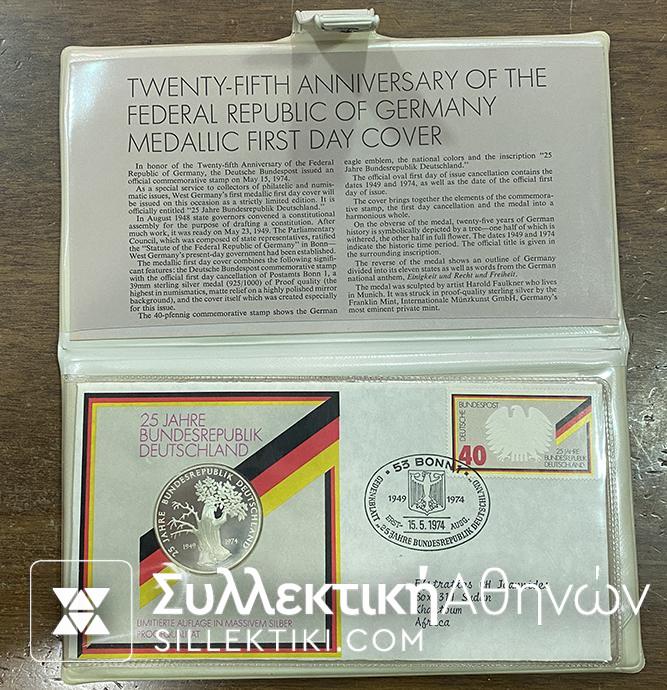 TWENTY-FIFTH ANNIVERSARY OF THE
FEDERAL REPUBLIC OF GERMANY
MEDALLIC FIRST DAY COVER
In honor of the Twenty-fifth Anniversary of the Federal
Republic of Germany, the Deutsche Bundespost issued an
official commemorative stamp on May 15, 1974.
As a special service to collectors of philatelic and numis-
matic issues, West Germany's first medallic first day cover will
be issued on this occasion as a strictly limited edition. It is
officially entitled "25 Jahre Bundesrepublik Deutschland."
In August 1948 state governors convened a constitutional
assembly for the purpose of drafting a constitution. After
much work, it was ready on May 23, 1949. The Parliamentary
Council, which was composed of state representatives, ratified
the "Statute of the Federal Republic of Germany" in Bonn—
West Germany's present-day government had been established.
The medallic first day cover combines the following signifi-
cant features: the Deutsche Bundespost commemorative stamp
with the official first day cancellation of Postamts Bonn 1, a
39mm sterling silver medal (925/1000) of Proof quality (the
highest in numismatics, matte relief on a highly polished mirror
background), and the cover itself which was created especially
for this issue.
The 40-pfennig commemorative stamp shows the German
eagle emblem, the national colors and the inscription "25
Jahre Bundesrepublik Deutschland."
The official oval first day of issue cancellation contains the
dates 1949 and 1974, as well as the date of the official first
day of issue.
The cover brings together the elements of the commemora-
tive stamp, the first day cancellation and the medal into a
harmonious whole.
On the obverse of the medal, twenty-five years of German
history is symbolically depicted by a tree—one half of which is
withered, the other half in full flower. The dates 1949 and 1974
indicate the historic time period. The official title is given in
the surrounding inscription.
The reverse of the medal shows an outline of Germany
divided into its eleven states as well as words from the German
national anthem, Einigkeit und Recht und Freiheit.
The medal was sculpted by artist Harold Faulkner who lives
in Munich. It was struck in proof-quality sterling silver by the
Franklin Mint, Internationale Münzkunst GmbH, Germany's
most eminent private mint.
25 JAHRE
BUNDESREPUBLIK
DEUTSCHLAND
25 JAHRE BUNDESREPUBLIK DEUTSCHLAND
1949 1974
LIMITIERTE AUFLAGE IN MASSIVEM SILBER
PROOFQUALITÄT
DEUTSCHE BUNDESPOST
40
25 JAHRE
BUNDESREPUBLIK
DEUTSCHLAND
53 BONN 1
GEDENKBLATT "25 JAHRE BUNDESREPUBLIK DEUTSCHLAND"
1949 1974
ERST- 15.5.1974 AUSG.
Efstratios H Joannides
Box 311 Sudan
Khartoum
Africa
Συλλεκτική Αθηνών
SILLEKTIKI.COM